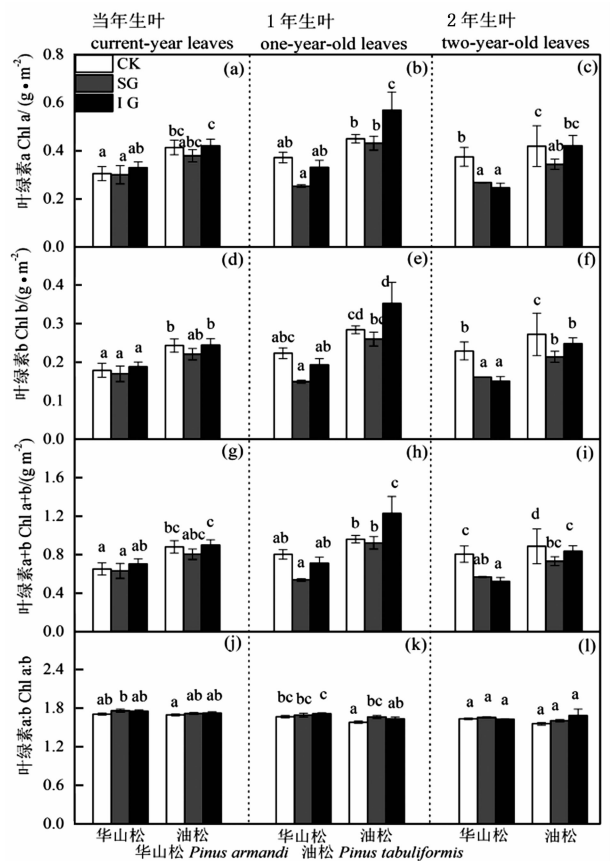 当年生叶 1年生叶 2年生叶
current-year leaves one-year-old leaves two-year-old leaves
叶绿素a Chl a/ (g•m-2)
0.8
0.6
0.4
0.2
0.0
CK
SG
I G
(a)
a a ab bc abc c
(b)
ab a ab b b c
(c)
b a a c ab bc
叶绿素b Chl b/(g•m-2)
0.4
0.3
0.2
0.1
0.0
(d)
a a a b ab b
(e)
abc a ab cd bc d
(f)
b a a c b b
叶绿素a+b Chl a+b/(g m-2)
1.6
1.2
0.8
0.4
0.0
(g)
a a ab bc abc c
(h)
ab a ab b b c
(i)
c ab a d bc c
叶绿素a:b Chl a:b
2.4
1.8
1.2
0.6
0.0
(j)
ab b ab a ab ab
(k)
bc bc c a bc ab
(l)
a a a a a a
华山松 油松 华山松 油松 华山松 油松
华山松 Pinus armandi 油松 Pinus tabuliformis